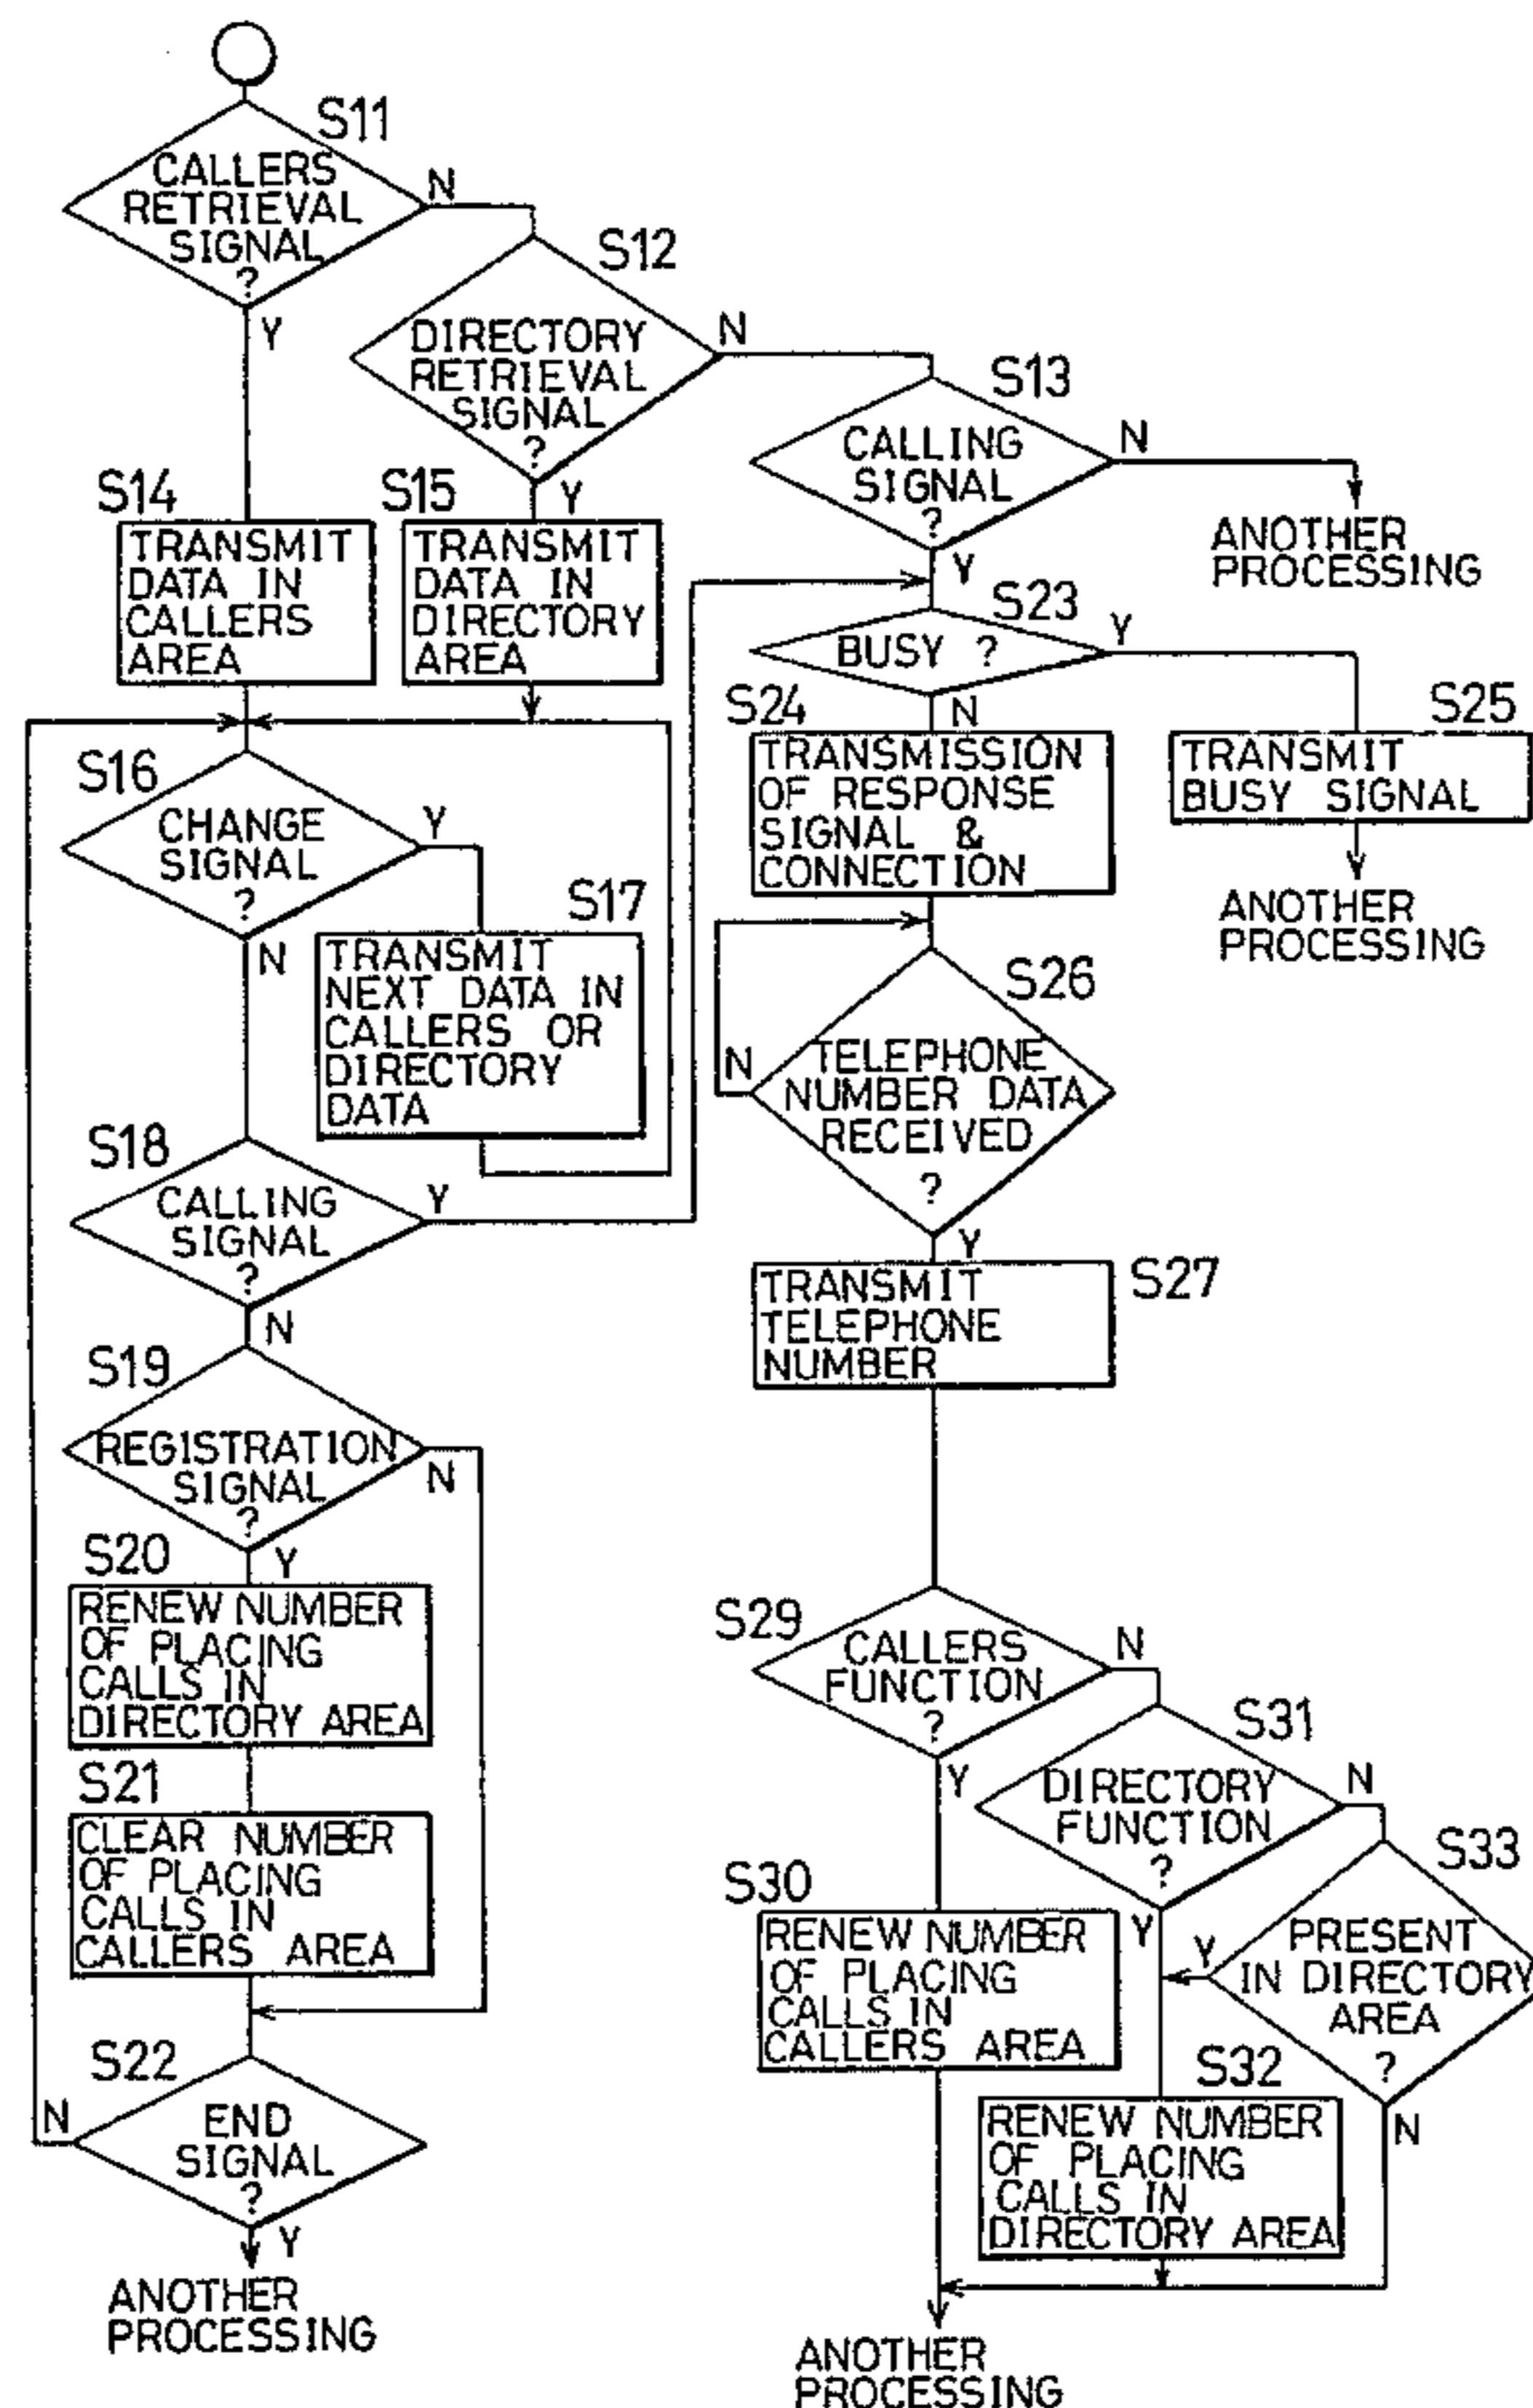 S11
CALLERS
RETRIEVAL
SIGNAL
?
N
Y
S12
DIRECTORY
RETRIEVAL
SIGNAL
?
N
Y
S13
CALLING
SIGNAL
?
N
Y
ANOTHER
PROCESSING
S14
TRANSMIT
DATA IN
CALLERS
AREA
S15
TRANSMIT
DATA IN
DIRECTORY
AREA
S16
CHANGE
SIGNAL
?
Y
N
S17
TRANSMIT
NEXT DATA IN
CALLERS OR
DIRECTORY
DATA
S18
CALLING
SIGNAL
?
Y
N
S19
REGISTRATION
SIGNAL
?
N
Y
S20
RENEW NUMBER
OF PLACING
CALLS IN
DIRECTORY AREA
S21
CLEAR NUMBER
OF PLACING
CALLS IN
CALLERS AREA
S22
END
SIGNAL
?
N
Y
ANOTHER
PROCESSING
S23
BUSY ?
Y
N
S24
TRANSMISSION
OF RESPONSE
SIGNAL &
CONNECTION
S25
TRANSMIT
BUSY SIGNAL
ANOTHER
PROCESSING
S26
TELEPHONE
NUMBER DATA
RECEIVED
?
N
Y
S27
TRANSMIT
TELEPHONE
NUMBER
S29
CALLERS
FUNCTION
?
N
Y
S30
RENEW NUMBER
OF PLACING
CALLS IN
CALLERS AREA
S31
DIRECTORY
FUNCTION
?
N
Y
S33
PRESENT
IN DIRECTORY
AREA
?
Y
N
S32
RENEW NUMBER
OF PLACING
CALLS IN
DIRECTORY AREA
ANOTHER
PROCESSING